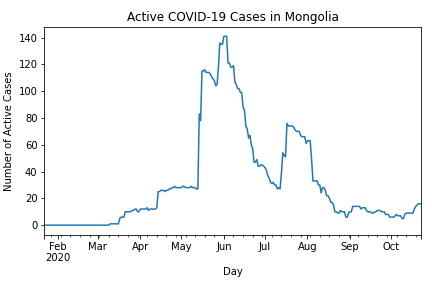 Active COVID-19 Cases in Mongolia
Number of Active Cases
140
120
100
80
60
40
20
0
Feb Mar Apr May Jun Jul Aug Sep Oct
2020
Day